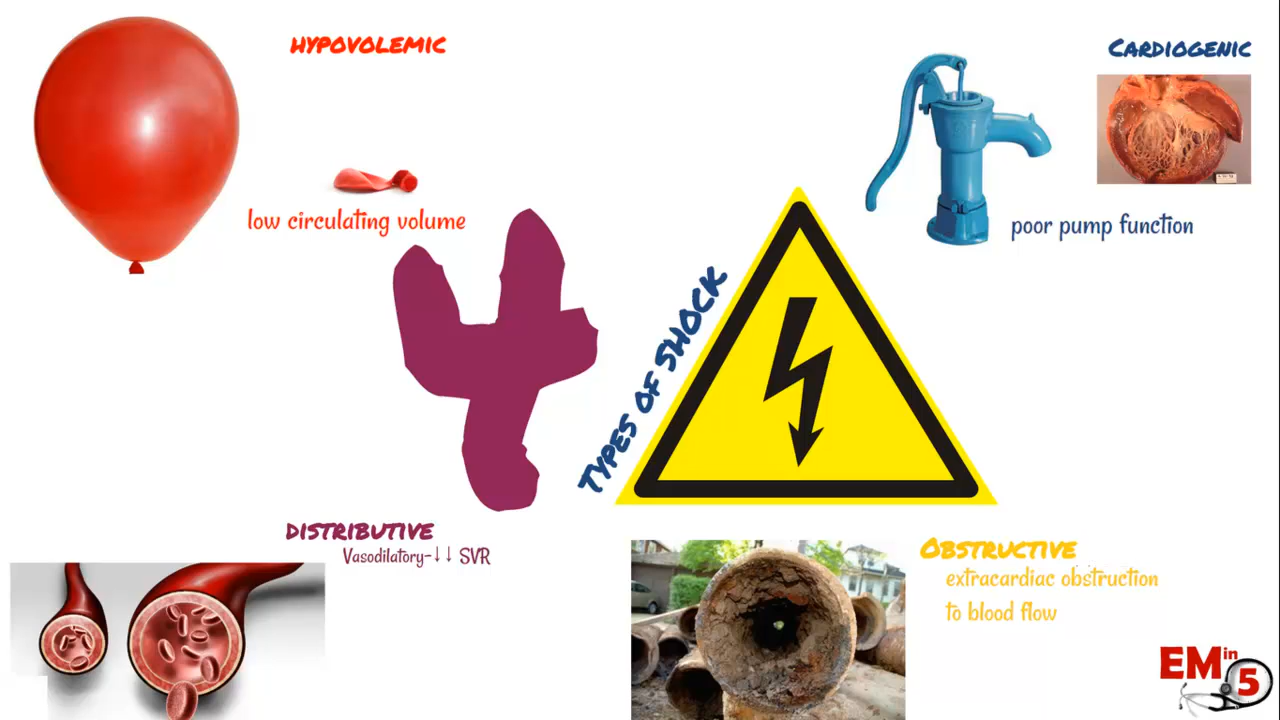 HYPOVOLEMIC
low circulating volume
CARDIOGENIC
poor pump function
4
TYPES OF SHOCK
DISTRIBUTIVE
Vasodilatory-↓↓ SVR
OBSTRUCTIVE
extracardiac obstruction
to blood flow
EM in 5